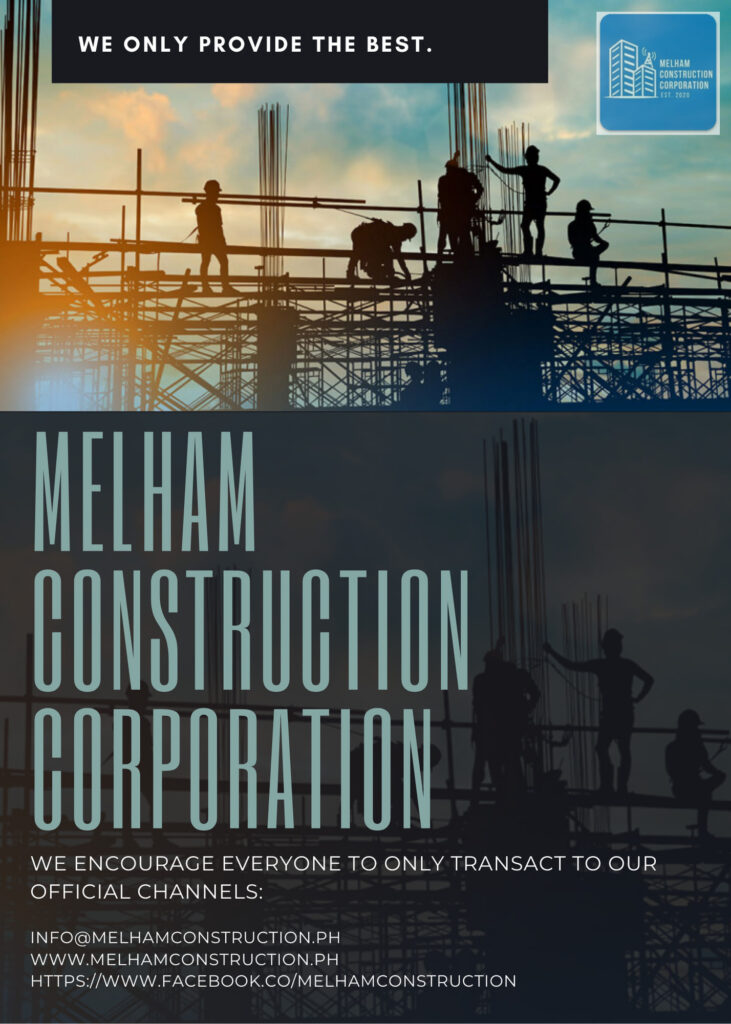 WE ONLY PROVIDE THE BEST.
MELHAM
CONSTRUCTION
CORPORATION
EST. 2020
MELHAM
CONSTRUCTION
CORPORATION
WE ENCOURAGE EVERYONE TO ONLY TRANSACT TO OUR
OFFICIAL CHANNELS:
INFO@MELHAMCONSTRUCTION.PH
WWW.MELHAMCONSTRUCTION.PH
HTTPS://WWW.FACEBOOK.CO/MELHAMCONSTRUCTION